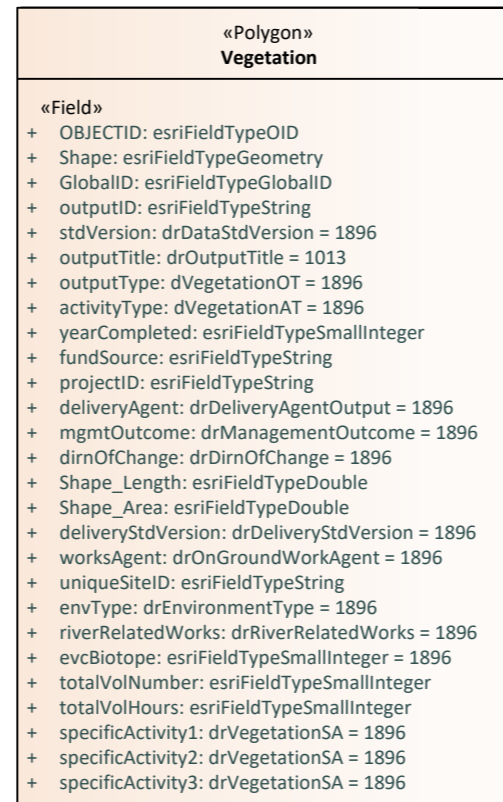 «Polygon»
Vegetation
«Field»
+ OBJECTID: esriFieldTypeOID
+ Shape: esriFieldTypeGeometry
+ GlobalID: esriFieldTypeGlobalID
+ outputID: esriFieldTypeString
+ stdVersion: drDataStdVersion = 1896
+ outputTitle: drOutputTitle = 1013
+ outputType: dVegetationOT = 1896
+ activityType: dVegetationAT = 1896
+ yearCompleted: esriFieldTypeSmallInteger
+ fundSource: esriFieldTypeString
+ projectID: esriFieldTypeString
+ deliveryAgent: drDeliveryAgentOutput = 1896
+ mgmtOutcome: drManagementOutcome = 1896
+ dirnOfChange: drDirnOfChange = 1896
+ Shape_Length: esriFieldTypeDouble
+ Shape_Area: esriFieldTypeDouble
+ deliveryStdVersion: drDeliveryStdVersion = 1896
+ worksAgent: drOnGroundWorkAgent = 1896
+ uniqueSiteID: esriFieldTypeString
+ envType: drEnvironmentType = 1896
+ riverRelatedWorks: drRiverRelatedWorks = 1896
+ evcBiotope: esriFieldTypeSmallInteger = 1896
+ totalVolNumber: esriFieldTypeSmallInteger
+ totalVolHours: esriFieldTypeSmallInteger
+ specificActivity1: drVegetationSA = 1896
+ specificActivity2: drVegetationSA = 1896
+ specificActivity3: drVegetationSA = 1896